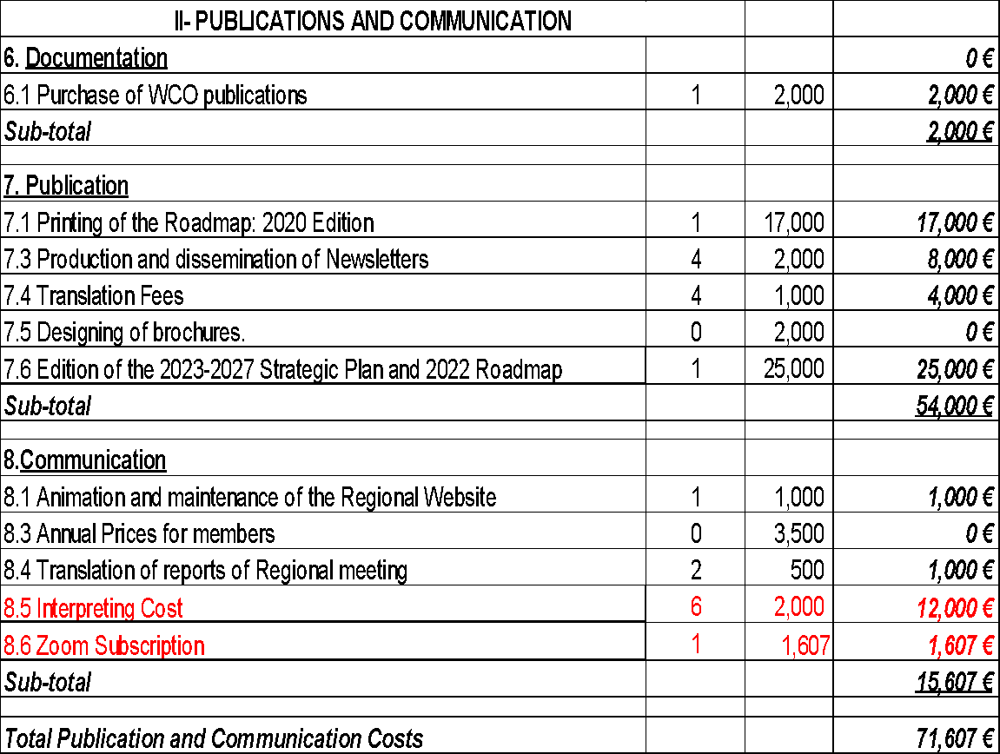 II- PUBLICATIONS AND COMMUNICATION
6. Documentation 0 €
6.1 Purchase of WCO publications 1 2,000 2,000 €
Sub-total 2,000 €
7. Publication
7.1 Printing of the Roadmap: 2020 Edition 1 17,000 17,000 €
7.3 Production and dissemination of Newsletters 4 2,000 8,000 €
7.4 Translation Fees 4 1,000 4,000 €
7.5 Designing of brochures. 0 2,000 0 €
7.6 Edition of the 2023-2027 Strategic Plan and 2022 Roadmap 1 25,000 25,000 €
Sub-total 54,000 €
8.Communication
8.1 Animation and maintenance of the Regional Website 1 1,000 1,000 €
8.3 Annual Prices for members 0 3,500 0 €
8.4 Translation of reports of Regional meeting 2 500 1,000 €
8.5 Interpreting Cost 6 2,000 12,000 €
8.6 Zoom Subscription 1 1,607 1,607 €
Sub-total 15,607 €
Total Publication and Communication Costs 71,607 €